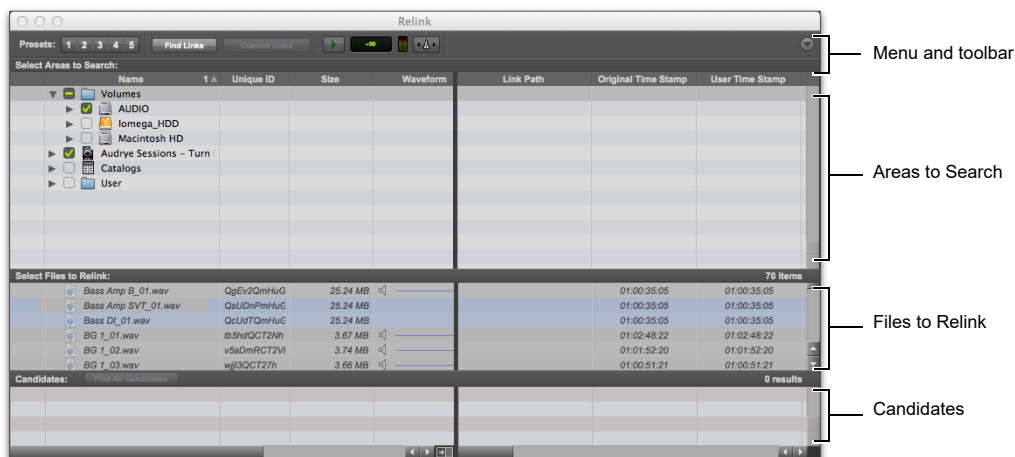 Relink
Presets: 1 2 3 4 5 Find Links Commit Links -∞
Menu and toolbar
Select Areas to Search:
Name 1 Unique ID Size Waveform Link Path Original Time Stamp User Time Stamp
Volumes
AUDIO
Iomega_HDD
Macintosh HD
Audrye Sessions – Turn
Catalogs
User
Areas to Search
Select Files to Relink: 70 items
Bass Amp B_01.wav QgEv2QmHuG 25.24 MB 01:00:35:05 01:00:35:05
Bass Amp SVT_01.wav QsUDnPmHuG 25.24 MB 01:00:35:05 01:00:35:05
Bass DI_01.wav QcUdTQmHuG 25.24 MB 01:00:35:05 01:00:35:05
BG 1_01.wav tb5hdQCT2Nh 3.67 MB 01:02:48:22 01:02:48:22
BG 1_02.wav v5aDmRCT2VI 3.74 MB 01:01:52:20 01:01:52:20
BG 1_03.wav wjjl3QCT27h 3.66 MB 01:00:51:21 01:00:51:21
Files to Relink
Candidates: Find All Candidates 0 results
Candidates